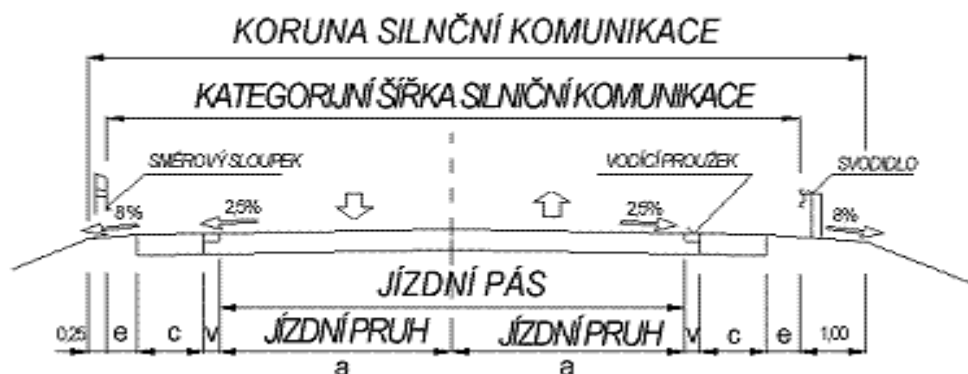 KORUNA SILNČNÍ KOMUNIKACE
KATEGORIJNÍ ŠÍŘKA SILNIČNÍ KOMUNIKACE
SMĚROVÝ SLOUPEK
VODÍCÍ PROUŽEK
SVODIDLO
8% 2,5% 2,5% 8%
JÍZDNÍ PÁS
0,25 e c v JÍZDNÍ PRUH JÍZDNÍ PRUH v c e 1,00
a a